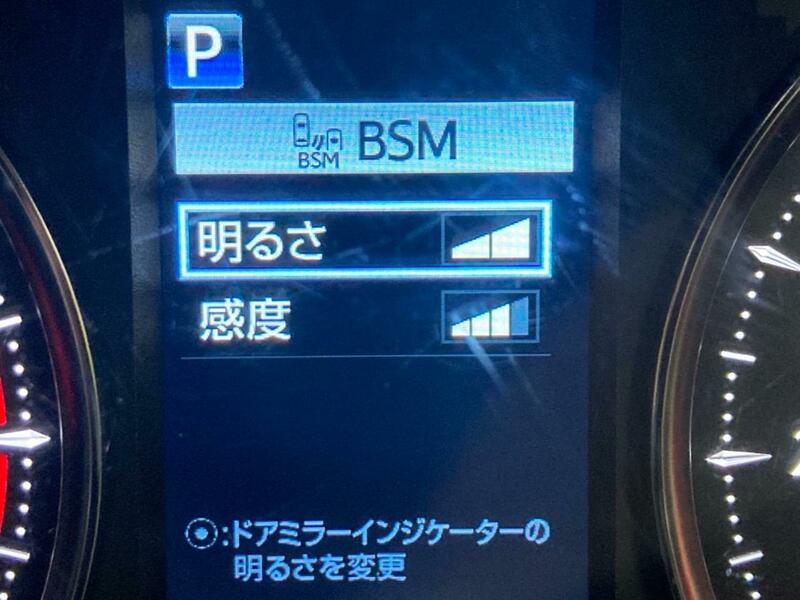 P
BSM BSM
明るさ
感度
:ドアミラーインジケーターの
明るさを変更